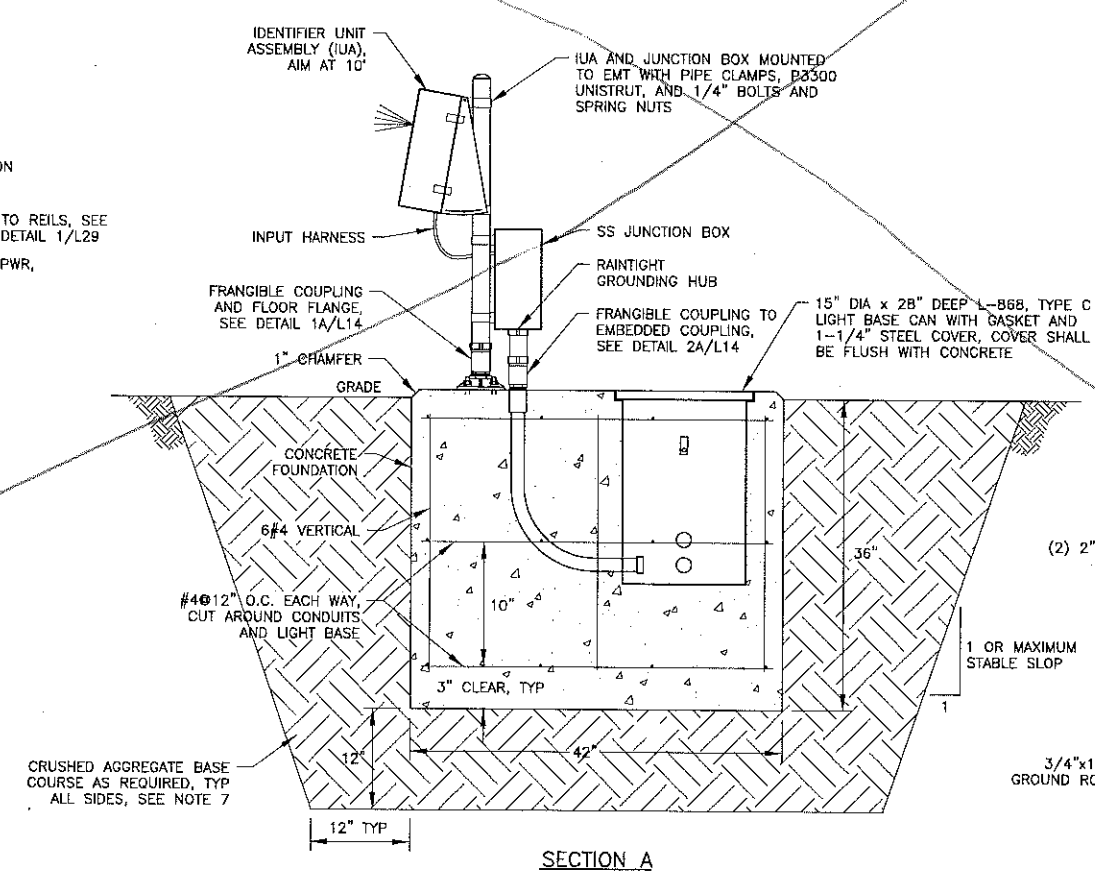 IDENTIFIER UNIT
ASSEMBLY (IUA),
AIM AT 10°
IUA AND JUNCTION BOX MOUNTED
TO EMT WITH PIPE CLAMPS, P3300
UNISTRUT, AND 1/4" BOLTS AND
SPRING NUTS
ON
TO REILS, SEE
DETAIL 1/L29
PWR,
INPUT HARNESS
SS JUNCTION BOX
RAINTIGHT
GROUNDING HUB
FRANGIBLE COUPLING
AND FLOOR FLANGE,
SEE DETAIL 1A/L14
FRANGIBLE COUPLING TO
EMBEDDED COUPLING,
SEE DETAIL 2A/L14
15" DIA x 28" DEEP L-868, TYPE C
LIGHT BASE CAN WITH GASKET AND
1-1/4" STEEL COVER, COVER SHALL
BE FLUSH WITH CONCRETE
1" CHAMFER
GRADE
CONCRETE
FOUNDATION
6#4 VERTICAL
#4@12" O.C. EACH WAY,
CUT AROUND CONDUITS
AND LIGHT BASE
10"
36"
(2) 2"
1 OR MAXIMUM
STABLE SLOP
1
3" CLEAR, TYP
12"
42"
CRUSHED AGGREGATE BASE
COURSE AS REQUIRED, TYP
ALL SIDES, SEE NOTE 7
3/4"x1
GROUND RO
12" TYP
SECTION A